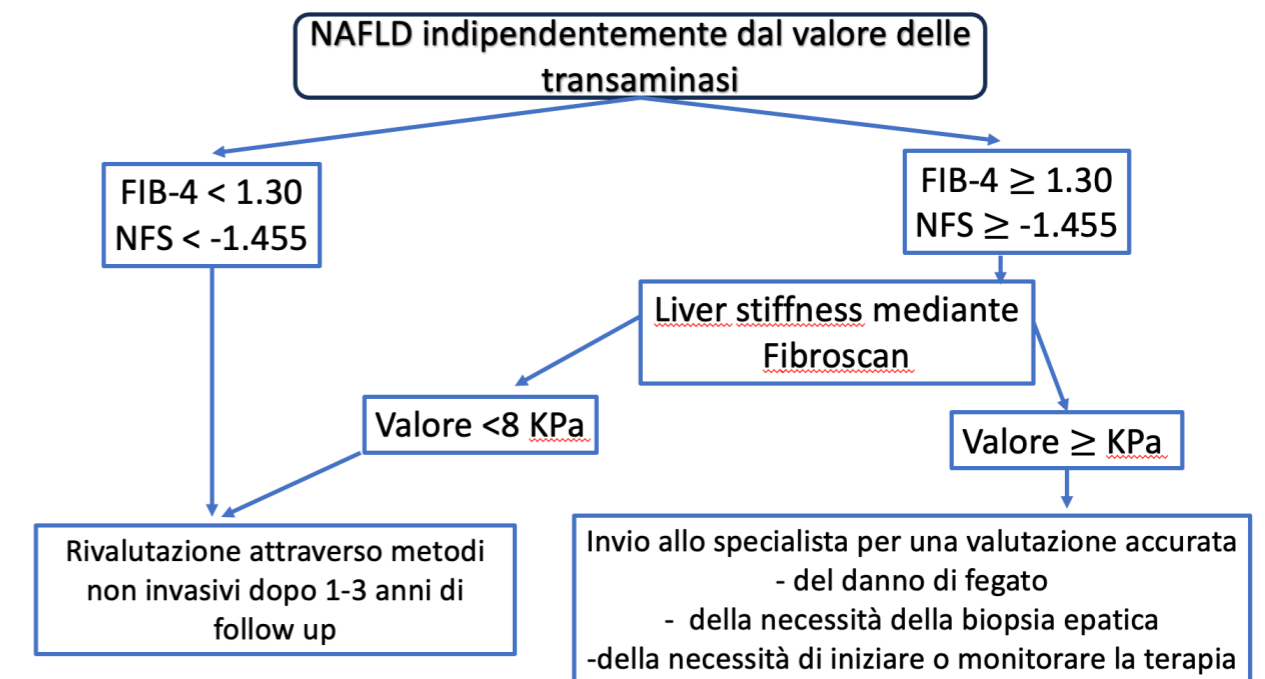 NAFLD indipendentemente dal valore delle
transaminasi
FIB-4 < 1.30
NFS < -1.455
FIB-4 ≥ 1.30
NFS ≥ -1.455
Liver stiffness mediante
Fibroscan
Valore <8 KPa
Valore ≥ KPa
Rivalutazione attraverso metodi
non invasivi dopo 1-3 anni di
follow up
Invio allo specialista per una valutazione accurata
- del danno di fegato
- della necessità della biopsia epatica
-della necessità di iniziare o monitorare la terapia